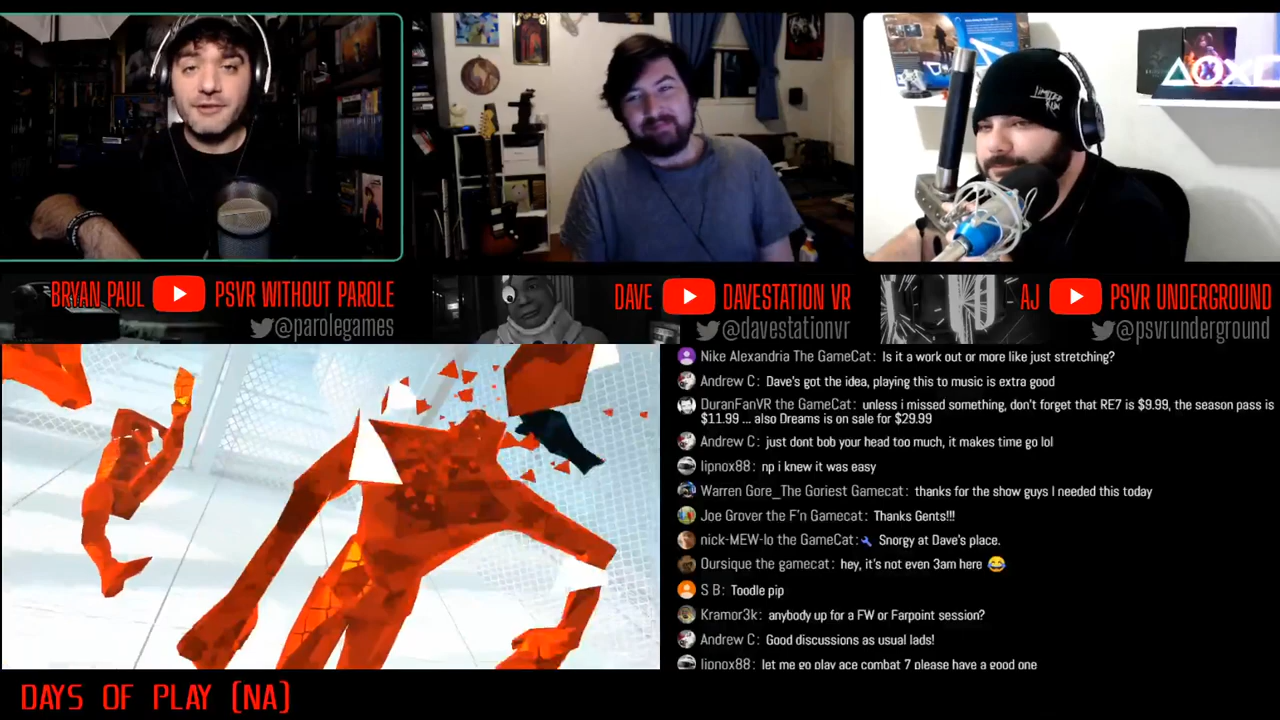 LIMITED
RUN
BRYAN PAUL
PSVR WITHOUT PAROLE
@parolegames
DAVE
DAVESTATION VR
@davestationvr
AJ
PSVR UNDERGROUND
@psvrunderground
Nike Alexandria The GameCat: Is it a work out or more like just stretching?
Andrew C: Dave's got the idea, playing this to music is extra good
DuranFanVR the GameCat: unless i missed something, don't forget that RE7 is $9.99, the season pass is
$11.99 ... also Dreams is on sale for $29.99
Andrew C: just dont bob your head too much, it makes time go lol
lipnox88: np i knew it was easy
Warren Gore_The Goriest Gamecat: thanks for the show guys I needed this today
Joe Grover the F'n Gamecat: Thanks Gents!!!
nick-MEW-lo the GameCat: Snorgy at Dave's place.
Oursique the gamecat: hey, it's not even 3am here 😂
S B: Toodle pip
Kramor3k: anybody up for a FW or Farpoint session?
Andrew C: Good discussions as usual lads!
lipnox88: let me go play ace combat 7 please have a good one
DAYS OF PLAY (NA)